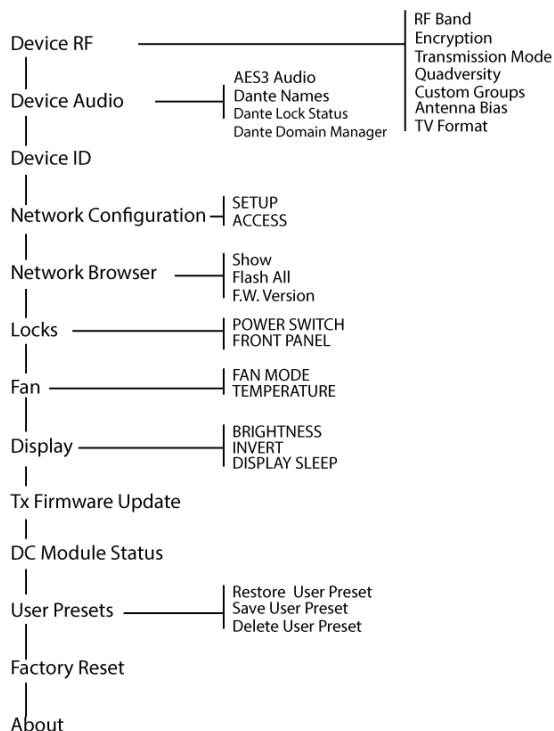 Device RF
RF Band
Encryption
Transmission Mode
Quadversity
Custom Groups
Antenna Bias
TV Format
Device Audio
AES3 Audio
Dante Names
Dante Lock Status
Dante Domain Manager
Device ID
Network Configuration
SETUP
ACCESS
Network Browser
Show
Flash All
F.W. Version
Locks
POWER SWITCH
FRONT PANEL
Fan
FAN MODE
TEMPERATURE
Display
BRIGHTNESS
INVERT
DISPLAY SLEEP
Tx Firmware Update
DC Module Status
User Presets
Restore User Preset
Save User Preset
Delete User Preset
Factory Reset
About